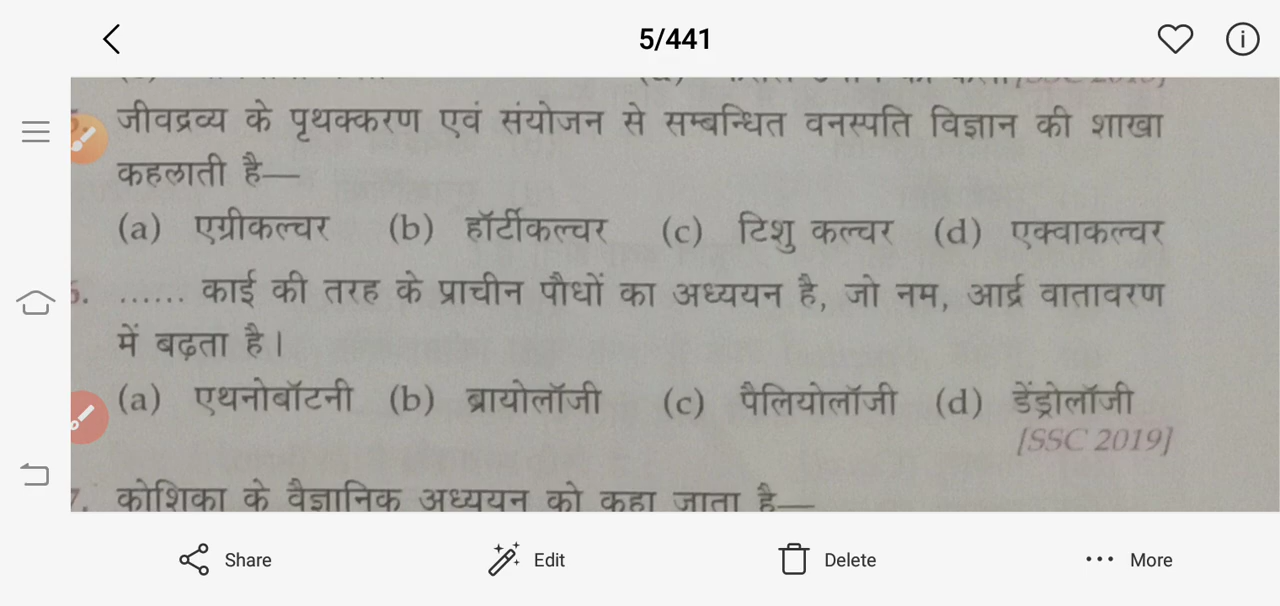 5/441
जीवद्रव्य के पृथक्करण एवं संयोजन से सम्बन्धित वनस्पति विज्ञान की शाखा
कहलाती है—
(a) एग्रीकल्चर (b) हॉर्टीकल्चर (c) टिशु कल्चर (d) एक्वाकल्चर
6. ...... काई की तरह के प्राचीन पौधों का अध्ययन है, जो नम, आर्द्र वातावरण
में बढ़ता है।
(a) एथनोबॉटनी (b) ब्रायोलॉजी (c) पैलियोलॉजी (d) डेंड्रोलॉजी
[SSC 2019]
7. कोशिका के वैज्ञानिक अध्ययन को कहा जाता है—
Share Edit Delete More